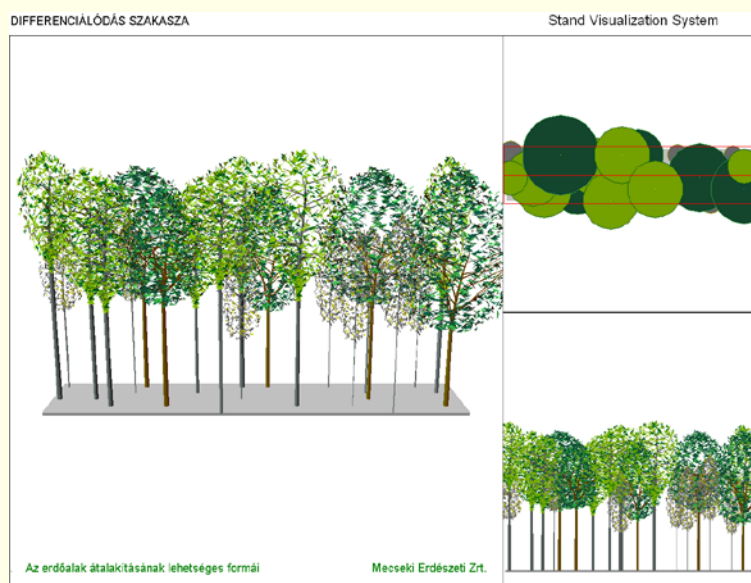 DIFFERENCIÁLÓDÁS SZAKASZA
Stand Visualization System
Az erdőalak átalakításának lehetséges formái
Mecseki Erdészeti Zrt.